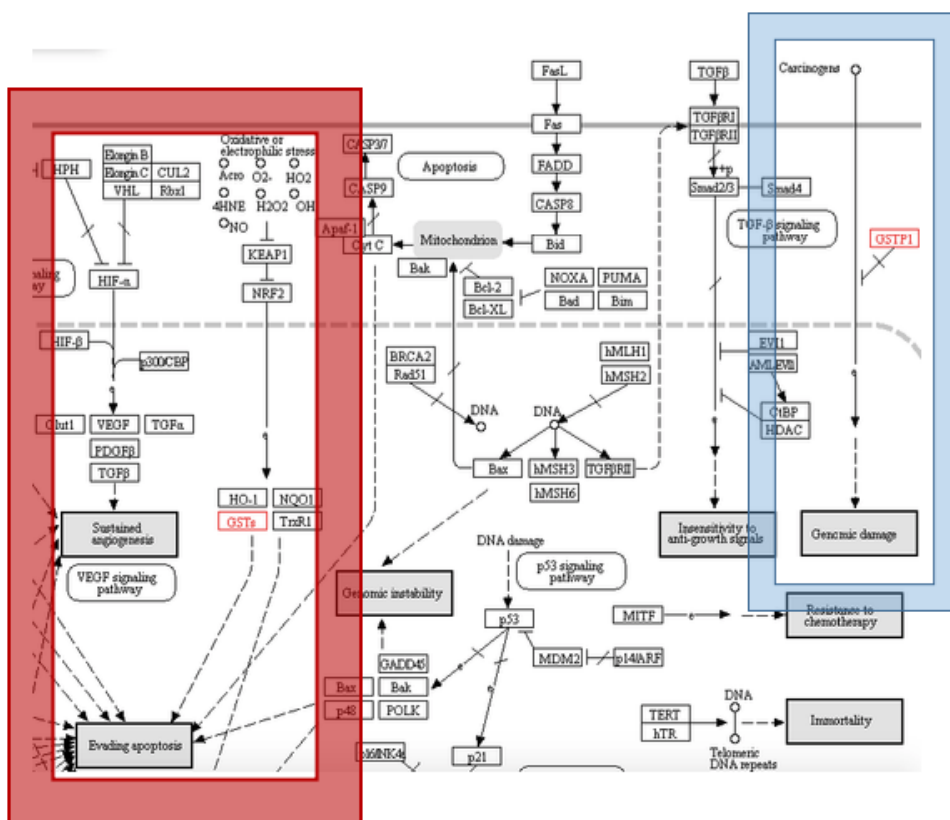 FasL
TGFβ
Carcinogens
Fas
TGFβRI
TGFβRII
Elongin B
Elongin C
CUL2
VHL
Rbx1
HPH
Oxidative or
electrophilic stress
Acro
O2-
HO2
4HNE
H2O2
OH
NO
CASP3/7
Apoptosis
FADD
+p
CASP9
CASP8
Smad2/3
Smad4
Apaf-1
Cyt C
Mitochondrion
Bid
TGF-β signaling
pathway
GSTP1
KEAP1
Bak
HIF-α
NRF2
Bcl-2
Bcl-XL
NOXA
PUMA
Bad
Bim
HIF-β
p300/CBP
BRCA2
Rad51
hMLH1
hMSH2
EVI1
AML-EVI1
e
e
DNA
DNA
CtBP
HDAC
Glut1
VEGF
TGFα
PDGFβ
TGFβ
e
e
Bax
hMSH3
TGFβRII
hMSH6
HO-1
NQO1
GSTs
TrxR1
Sustained
angiogenesis
VEGF signaling
pathway
DNA damage
p53 signaling
pathway
Insensitivity to
anti-growth signals
Genomic damage
Genomic instability
p53
MITF
e
Resistance to
chemotherapy
GADD45
MDM2
p14/ARF
Bax
Bak
e
e
p48
POLK
DNA
TERT
hTR
Immortality
Evading apoptosis
p16/INK4a
p21
Telomeric
DNA repeats